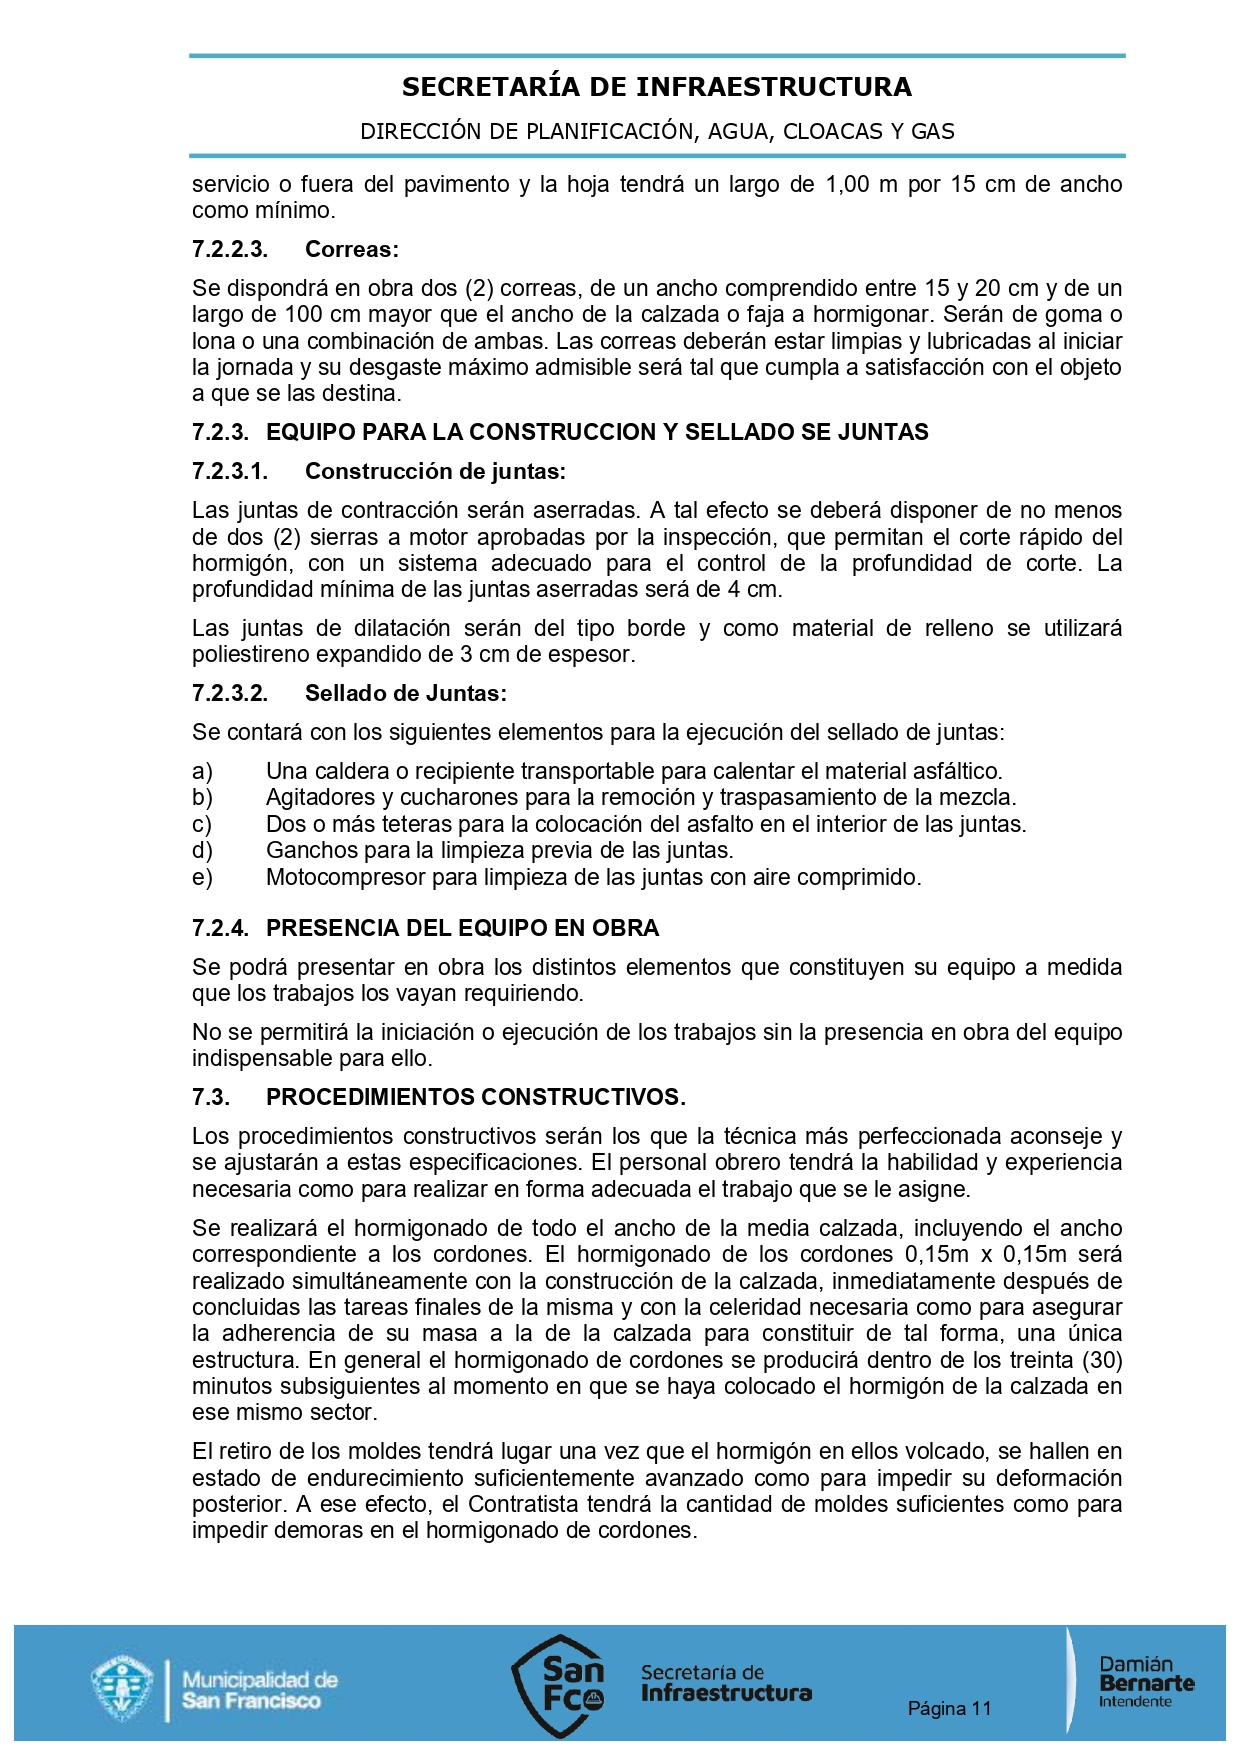 SECRETARÍA DE INFRAESTRUCTURA
DIRECCIÓN DE PLANIFICACIÓN, AGUA, CLOACAS Y GAS
servicio o fuera del pavimento y la hoja tendrá un largo de 1,00 m por 15 cm de ancho
como mínimo.
7.2.2.3. Correas:
Se dispondrá en obra dos (2) correas, de un ancho comprendido entre 15 y 20 cm y de un
largo de 100 cm mayor que el ancho de la calzada o faja a hormigonar. Serán de goma o
lona o una combinación de ambas. Las correas deberán estar limpias y lubricadas al iniciar
la jornada y su desgaste máximo admisible será tal que cumpla a satisfacción con el objeto
a que se las destina.
7.2.3. EQUIPO PARA LA CONSTRUCCION Y SELLADO SE JUNTAS
7.2.3.1. Construcción de juntas:
Las juntas de contracción serán aserradas. A tal efecto se deberá disponer de no menos
de dos (2) sierras a motor aprobadas por la inspección, que permitan el corte rápido del
hormigón, con un sistema adecuado para el control de la profundidad de corte. La
profundidad mínima de las juntas aserradas será de 4 cm.
Las juntas de dilatación serán del tipo borde y como material de relleno se utilizará
poliestireno expandido de 3 cm de espesor.
7.2.3.2. Sellado de Juntas:
Se contará con los siguientes elementos para la ejecución del sellado de juntas:
a) Una caldera o recipiente transportable para calentar el material asfáltico.
b) Agitadores y cucharones para la remoción y traspasamiento de la mezcla.
c) Dos o más teteras para la colocación del asfalto en el interior de las juntas.
d) Ganchos para la limpieza previa de las juntas.
e) Motocompresor para limpieza de las juntas con aire comprimido.
7.2.4. PRESENCIA DEL EQUIPO EN OBRA
Se podrá presentar en obra los distintos elementos que constituyen su equipo a medida
que los trabajos los vayan requiriendo.
No se permitirá la iniciación o ejecución de los trabajos sin la presencia en obra del equipo
indispensable para ello.
7.3. PROCEDIMIENTOS CONSTRUCTIVOS.
Los procedimientos constructivos serán los que la técnica más perfeccionada aconseje y
se ajustarán a estas especificaciones. El personal obrero tendrá la habilidad y experiencia
necesaria como para realizar en forma adecuada el trabajo que se le asigne.
Se realizará el hormigonado de todo el ancho de la media calzada, incluyendo el ancho
correspondiente a los cordones. El hormigonado de los cordones 0,15m x 0,15m será
realizado simultáneamente con la construcción de la calzada, inmediatamente después de
concluidas las tareas finales de la misma y con la celeridad necesaria como para asegurar
la adherencia de su masa a la de la calzada para constituir de tal forma, una única
estructura. En general el hormigonado de cordones se producirá dentro de los treinta (30)
minutos subsiguientes al momento en que se haya colocado el hormigón de la calzada en
ese mismo sector.
El retiro de los moldes tendrá lugar una vez que el hormigón en ellos volcado, se hallen en
estado de endurecimiento suficientemente avanzado como para impedir su deformación
posterior. A ese efecto, el Contratista tendrá la cantidad de moldes suficientes como para
impedir demoras en el hormigonado de cordones.
Municipalidad de
San Francisco
San
Fco
Secretaría de
Infraestructura
Página 11
Damián
Bernarte
Intendente